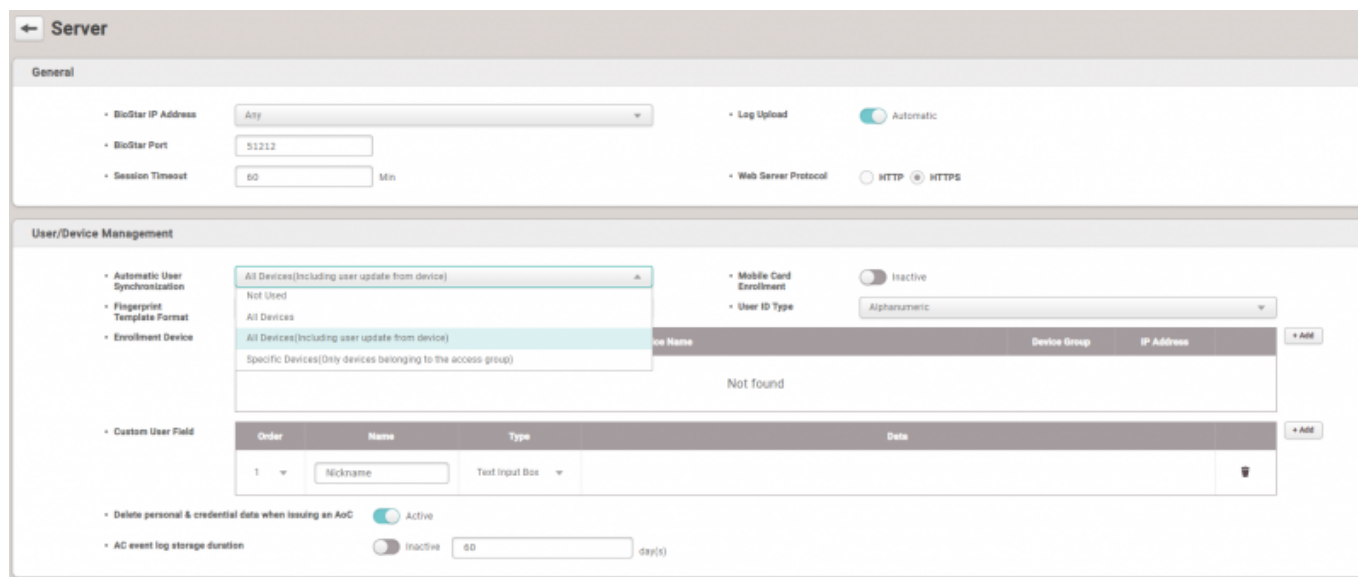 Server
General
• BioStar IP Address
Any
• Log Upload
Automatic
• BioStar Port
51212
• Session Timeout
60
Min
• Web Server Protocol
HTTP
HTTPS
User/Device Management
• Automatic User
Synchronization
All Devices(Including user update from device)
• Mobile Card
Enrollment
Inactive
Not Used
• Fingerprint
Template Format
All Devices
• User ID Type
Alphanumeric
• Enrollment Device
All Devices(Including user update from device)
Specific Devices(Only devices belonging to the access group)
ice Name
Device Group
IP Address
+ Add
Not found
• Custom User Field
Order
Name
Type
Data
+ Add
1
Nickname
Text Input Box
• Delete personal & credential data when issuing an AoC
Active
• AC event log storage duration
Inactive
60
day(s)